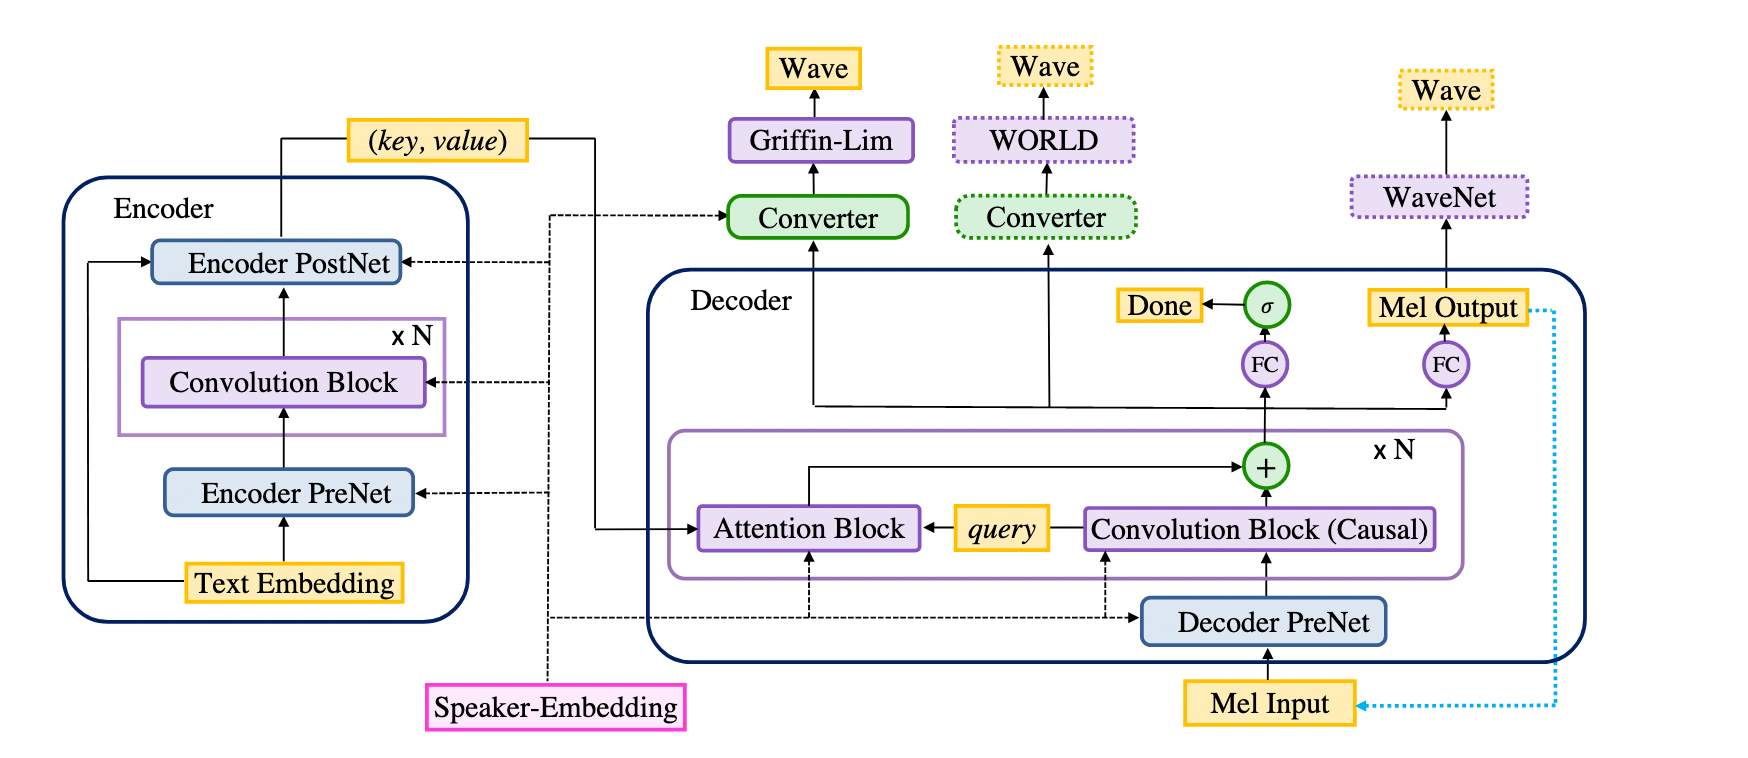 Wave
Wave
Wave
(key, value)
Griffin-Lim
WORLD
WaveNet
Encoder
Converter
Converter
Encoder PostNet
Decoder
Done
σ
Mel Output
x N
FC
FC
Convolution Block
x N
+
Encoder PreNet
Attention Block
query
Convolution Block (Causal)
Text Embedding
Decoder PreNet
Speaker-Embedding
Mel Input